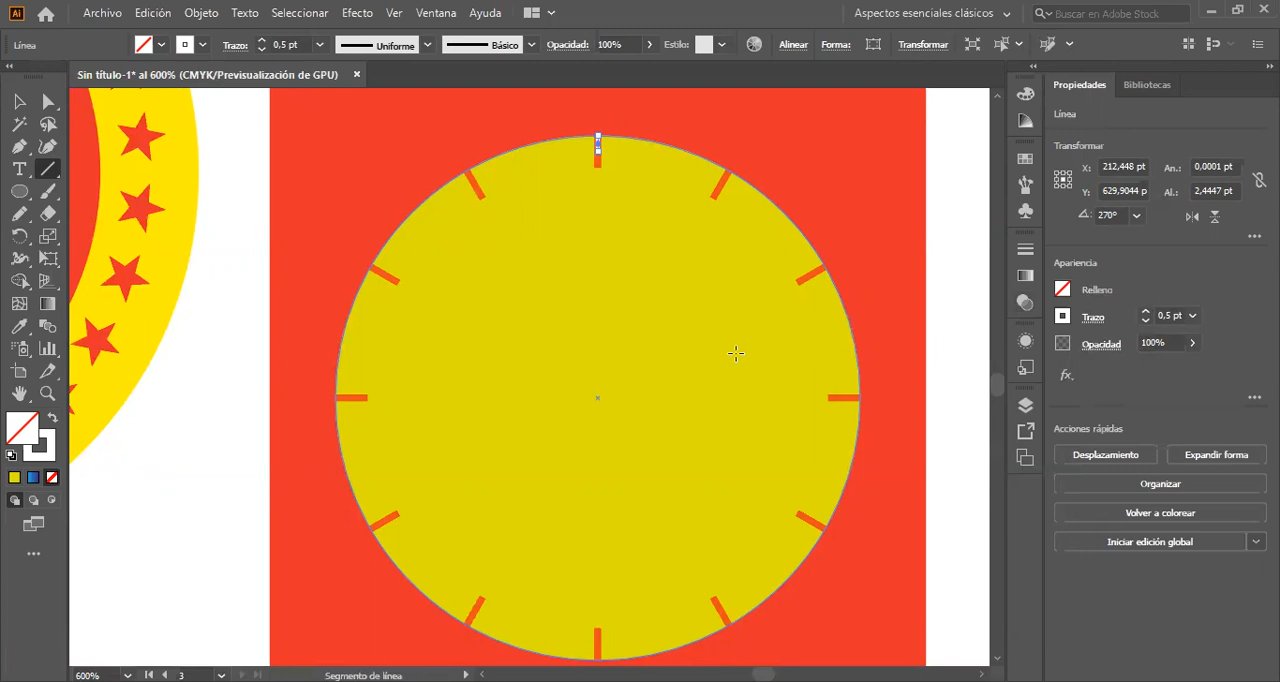 Ai Archivo Edición Objeto Texto Seleccionar Efecto Ver Ventana Ayuda Aspectos esenciales clásicos Buscar en Adobe Stock
Línea Trazo: 0,5 pt Uniforme Básico Opacidad: 100% Estilo: Alinear Forma: Transformar
Sin título-1* al 600% (CMYK/Previsualización de GPU) ×
Propiedades Bibliotecas
Línea
Transformar
X: 212,448 pt An.: 0,0001 pt
Y: 629,9044 p Al.: 2,4447 pt
270°
Apariencia
Relleno
Trazo 0,5 pt
Opacidad 100%
fx.
Acciones rápidas
Desplazamiento Expandir forma
Organizar
Volver a colorear
Iniciar edición global
600% 3 Segmento de línea